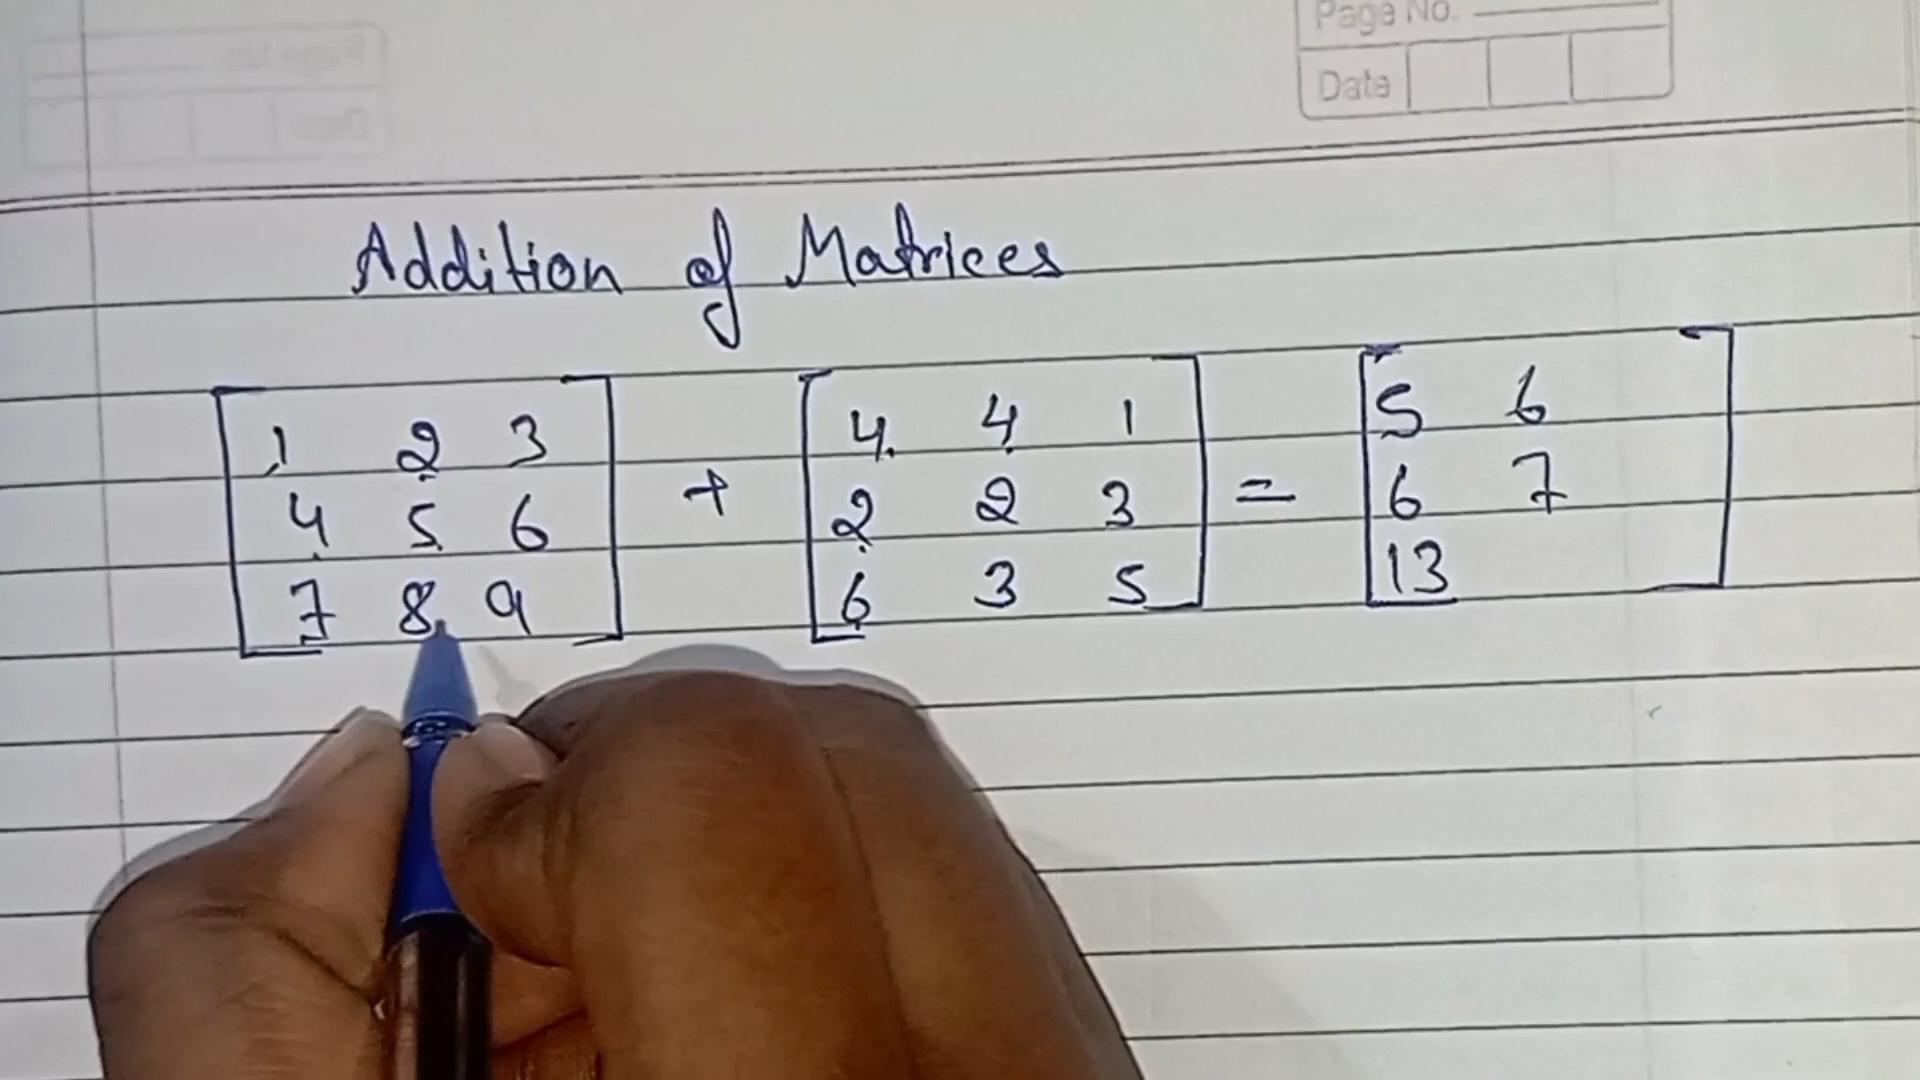 Page No.
Date
Addition of Matrices
1 2 3 4 4 1 5 6
4 5 6 + 2 2 3 = 6 7
7 8 9 6 3 5 13